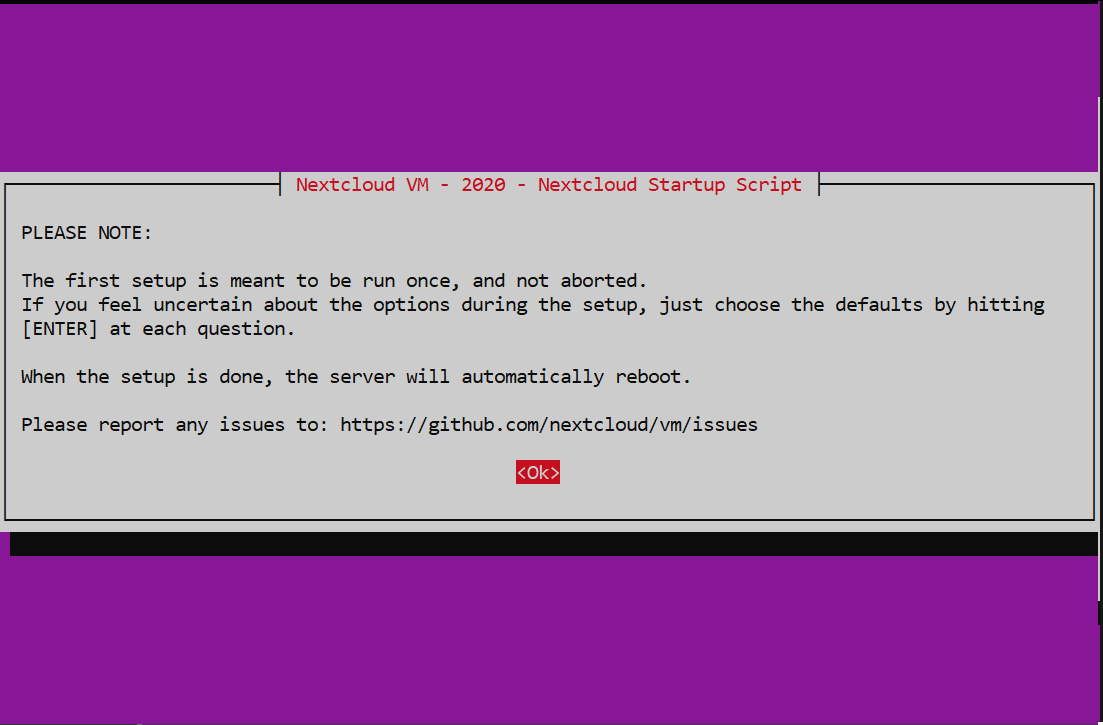 Nextcloud VM - 2020 - Nextcloud Startup Script
PLEASE NOTE:
The first setup is meant to be run once, and not aborted.
If you feel uncertain about the options during the setup, just choose the defaults by hitting
[ENTER] at each question.
When the setup is done, the server will automatically reboot.
Please report any issues to: https://github.com/nextcloud/vm/issues
<Ok>